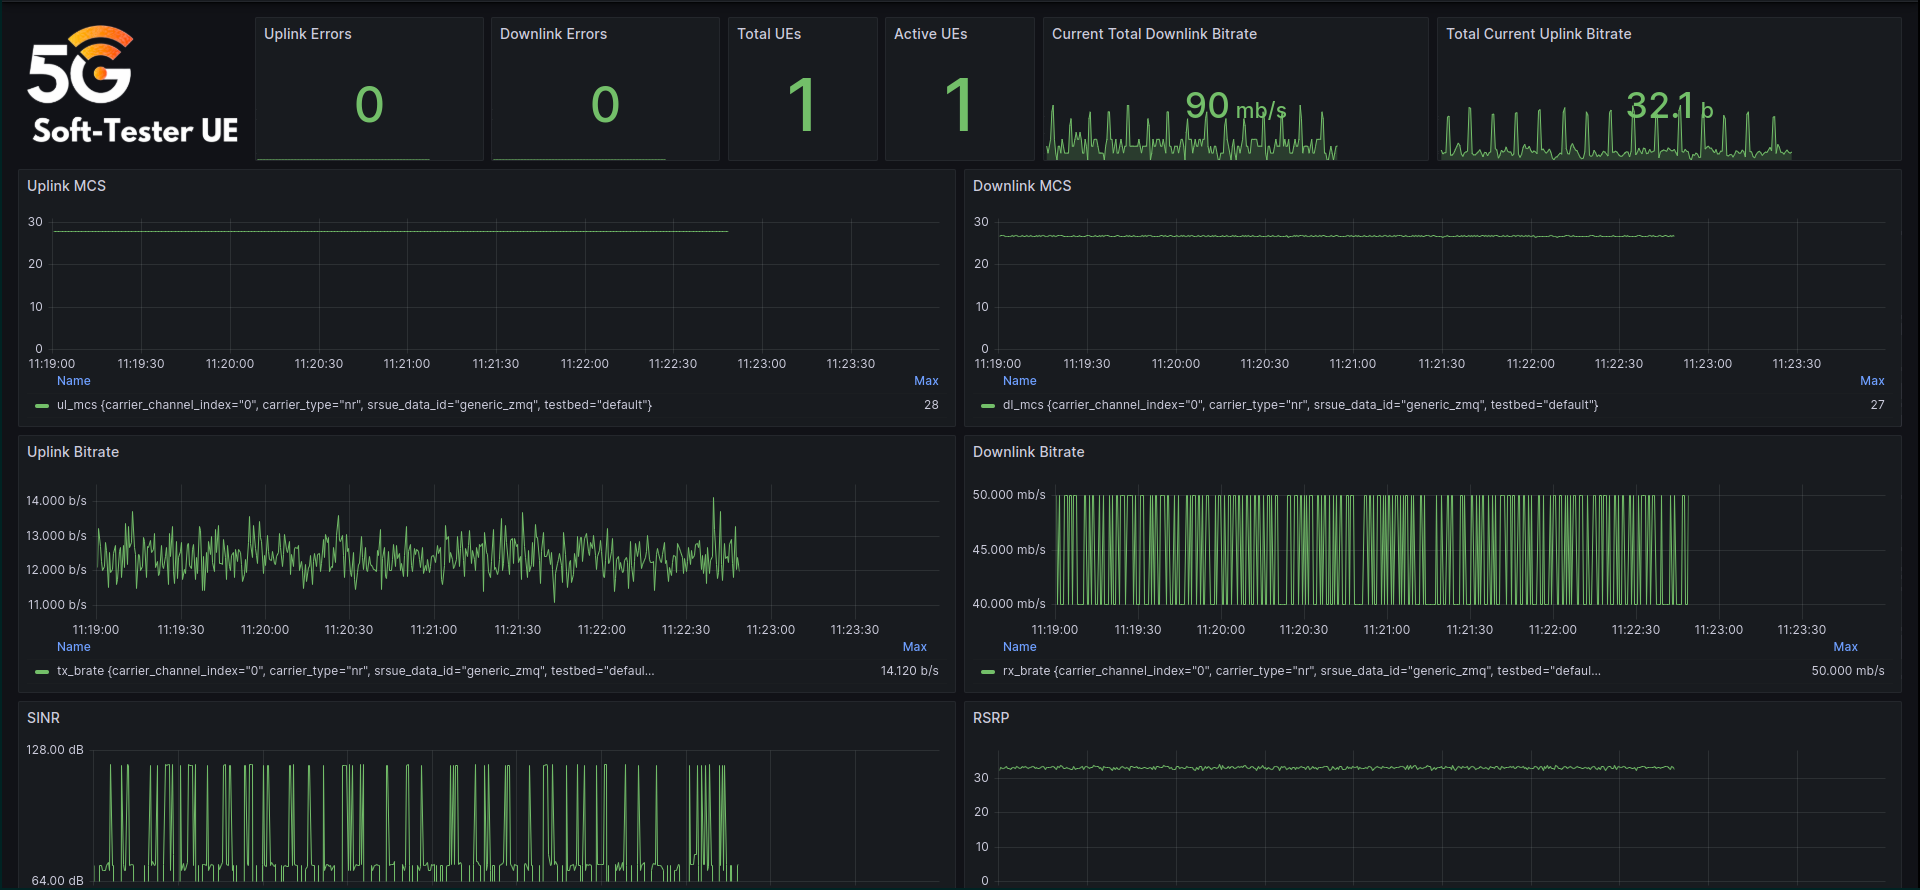 5G
Soft-Tester UE
Uplink Errors
0
Downlink Errors
0
Total UEs
1
Active UEs
1
Current Total Downlink Bitrate
90 mb/s
Total Current Uplink Bitrate
32.1 b
Uplink MCS
30
20
10
0
11:19:00 11:19:30 11:20:00 11:20:30 11:21:00 11:21:30 11:22:00 11:22:30 11:23:00 11:23:30
Name Max
ul_mcs {carrier_channel_index="0", carrier_type="nr", srsue_data_id="generic_zmq", testbed="default"} 28
Downlink MCS
30
20
10
0
11:19:00 11:19:30 11:20:00 11:20:30 11:21:00 11:21:30 11:22:00 11:22:30 11:23:00 11:23:30
Name Max
dl_mcs {carrier_channel_index="0", carrier_type="nr", srsue_data_id="generic_zmq", testbed="default"} 27
Uplink Bitrate
14.000 b/s
13.000 b/s
12.000 b/s
11.000 b/s
11:19:00 11:19:30 11:20:00 11:20:30 11:21:00 11:21:30 11:22:00 11:22:30 11:23:00 11:23:30
Name Max
tx_brate {carrier_channel_index="0", carrier_type="nr", srsue_data_id="generic_zmq", testbed="defaul... 14.120 b/s
Downlink Bitrate
50.000 mb/s
45.000 mb/s
40.000 mb/s
11:19:00 11:19:30 11:20:00 11:20:30 11:21:00 11:21:30 11:22:00 11:22:30 11:23:00 11:23:30
Name Max
rx_brate {carrier_channel_index="0", carrier_type="nr", srsue_data_id="generic_zmq", testbed="defaul... 50.000 mb/s
SINR
128.00 dB
64.00 dB
RSRP
30
20
10
0